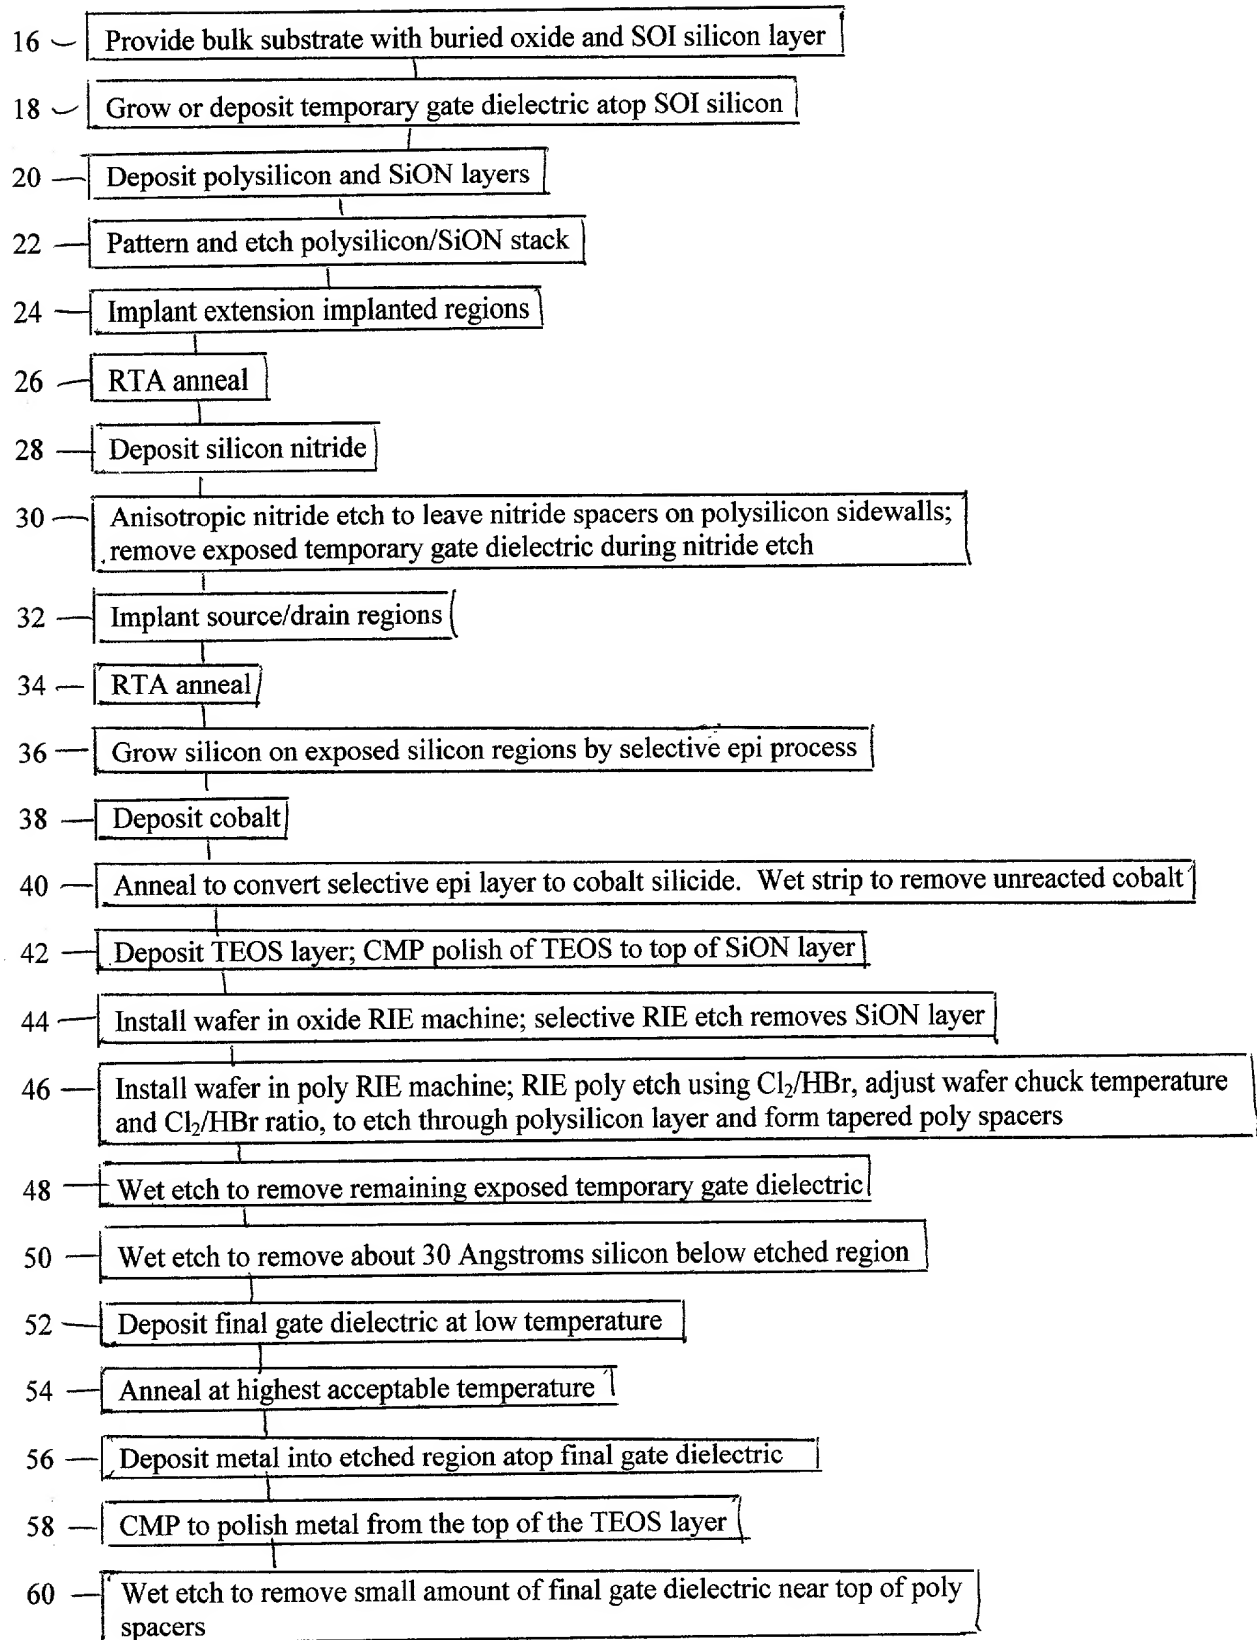 16 Provide bulk substrate with buried oxide and SOI silicon layer
18 Grow or deposit temporary gate dielectric atop SOI silicon
20 Deposit polysilicon and SiON layers
22 Pattern and etch polysilicon/SiON stack
24 Implant extension implanted regions
26 RTA anneal
28 Deposit silicon nitride
30 Anisotropic nitride etch to leave nitride spacers on polysilicon sidewalls;
remove exposed temporary gate dielectric during nitride etch
32 Implant source/drain regions
34 RTA anneal
36 Grow silicon on exposed silicon regions by selective epi process
38 Deposit cobalt
40 Anneal to convert selective epi layer to cobalt silicide. Wet strip to remove unreacted cobalt
42 Deposit TEOS layer; CMP polish of TEOS to top of SiON layer
44 Install wafer in oxide RIE machine; selective RIE etch removes SiON layer
46 Install wafer in poly RIE machine; RIE poly etch using Cl₂/HBr, adjust wafer chuck temperature
and Cl₂/HBr ratio, to etch through polysilicon layer and form tapered poly spacers
48 Wet etch to remove remaining exposed temporary gate dielectric
50 Wet etch to remove about 30 Angstroms silicon below etched region
52 Deposit final gate dielectric at low temperature
54 Anneal at highest acceptable temperature
56 Deposit metal into etched region atop final gate dielectric
58 CMP to polish metal from the top of the TEOS layer
60 Wet etch to remove small amount of final gate dielectric near top of poly
spacers